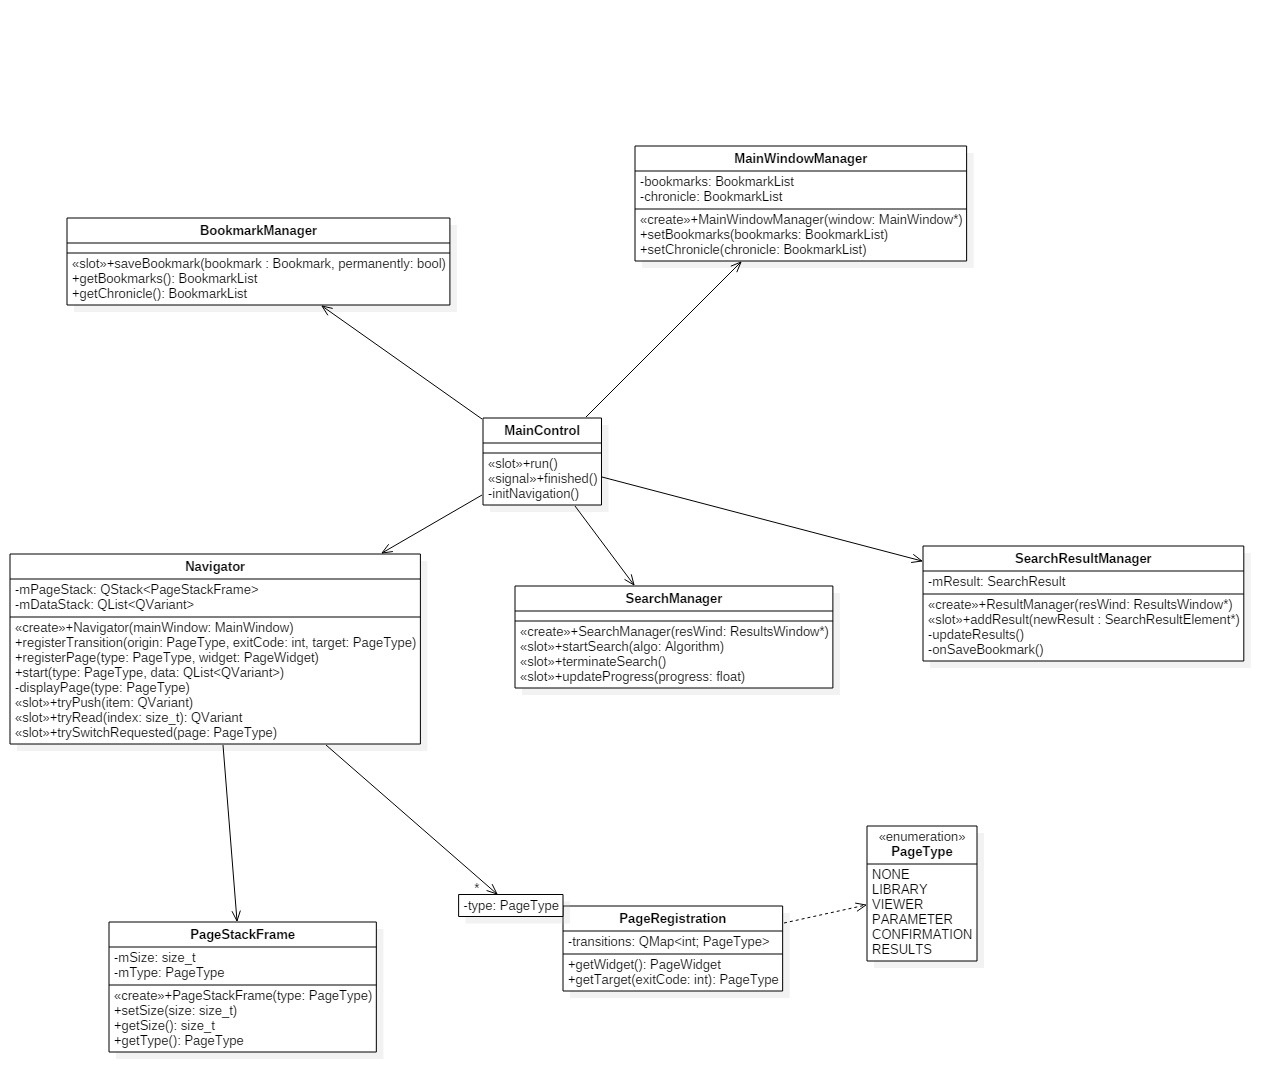 MainWindowManager
-bookmarks: BookmarkList
-chronicle: BookmarkList
«create»+MainWindowManager(window: MainWindow*)
+setBookmarks(bookmarks: BookmarkList)
+setChronicle(chronicle: BookmarkList)
BookmarkManager
«slot»+saveBookmark(bookmark : Bookmark, permanently: bool)
+getBookmarks(): BookmarkList
+getChronicle(): BookmarkList
MainControl
«slot»+run()
«signal»+finished()
-initNavigation()
Navigator
-mPageStack: QStack<PageStackFrame>
-mDataStack: QList<QVariant>
«create»+Navigator(mainWindow: MainWindow)
+registerTransition(origin: PageType, exitCode: int, target: PageType)
+registerPage(type: PageType, widget: PageWidget)
+start(type: PageType, data: QList<QVariant>)
-displayPage(type: PageType)
«slot»+tryPush(item: QVariant)
«slot»+tryRead(index: size_t): QVariant
«slot»+trySwitchRequested(page: PageType)
SearchManager
«create»+SearchManager(resWind: ResultsWindow*)
«slot»+startSearch(algo: Algorithm)
«slot»+terminateSearch()
«slot»+updateProgress(progress: float)
SearchResultManager
-mResult: SearchResult
«create»+ResultManager(resWind: ResultsWindow*)
«slot»+addResult(newResult : SearchResultElement*)
-updateResults()
-onSaveBookmark()
PageStackFrame
-mSize: size_t
-mType: PageType
«create»+PageStackFrame(type: PageType)
+setSize(size: size_t)
+getSize(): size_t
+getType(): PageType
*
-type: PageType
PageRegistration
-transitions: QMap<int; PageType>
+getWidget(): PageWidget
+getTarget(exitCode: int): PageType
«enumeration»
PageType
NONE
LIBRARY
VIEWER
PARAMETER
CONFIRMATION
RESULTS